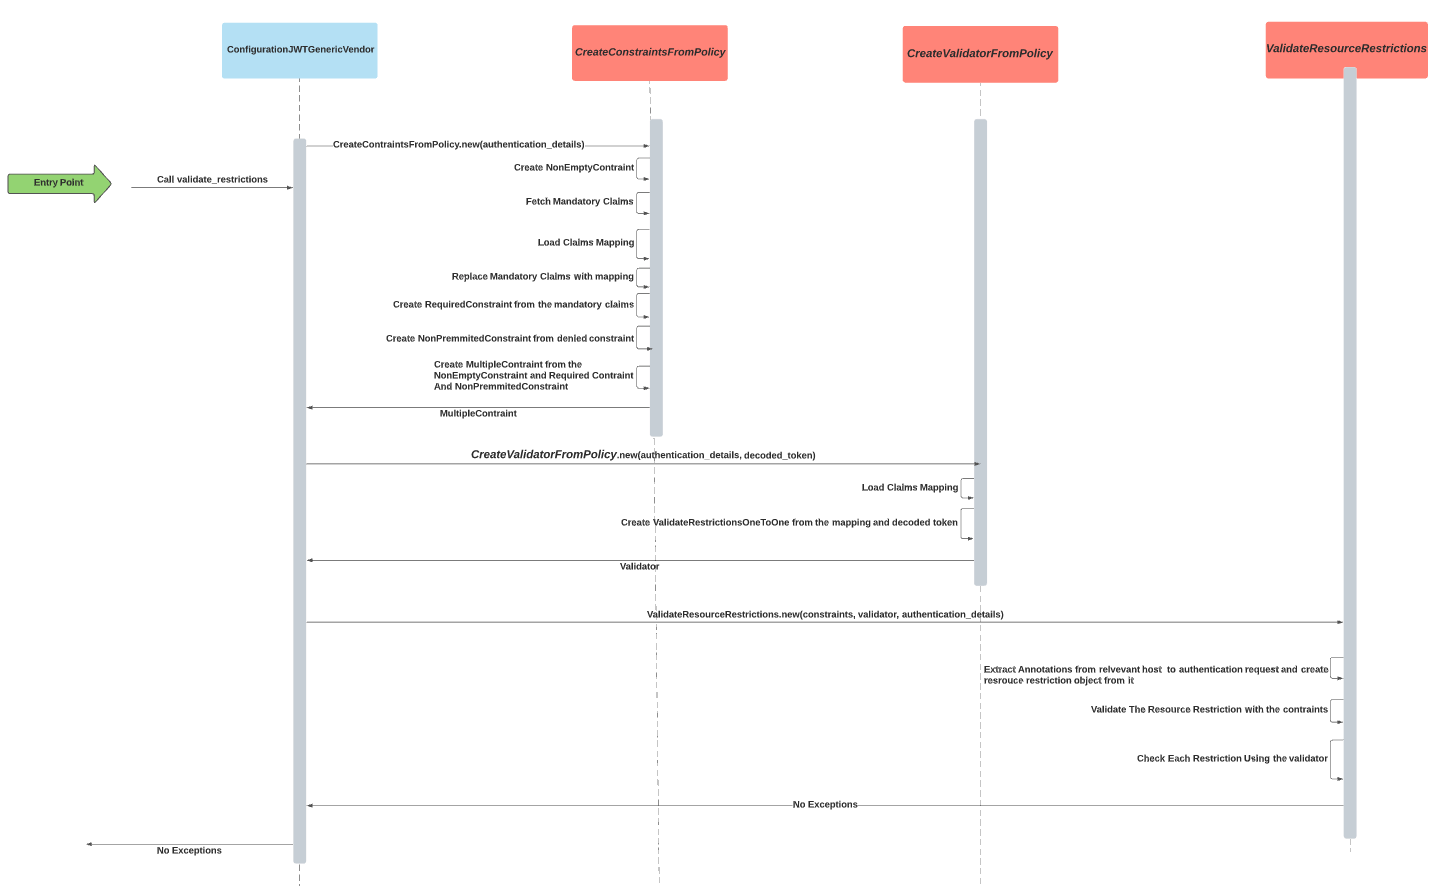 ConfigurationJWTGenericVendor
CreateConstraintsFromPolicy
CreateValidatorFromPolicy
ValidateResourceRestrictions
CreateContraintsFromPolicy.new(authentication_details)
Create NonEmptyContraint
Entry Point
Call validate_restrictions
Fetch Mandatory Claims
Load Claims Mapping
Replace Mandatory Claims with mapping
Create RequiredConstraint from the mandatory claims
Create NonPremmitedConstraint from denied constraint
Create MultipleContraint from the
NonEmptyConstraint and Required Contraint
And NonPremmitedConstraint
MultipleContraint
CreateValidatorFromPolicy.new(authentication_details, decoded_token)
Load Claims Mapping
Create ValidateRestrictionsOneToOne from the mapping and decoded token
Validator
ValidateResourceRestrictions.new(constraints, validator, authentication_details)
Extract Annotations from relvevant host to authentication request and create
resrouce restriction object from it
Validate The Resource Restriction with the contraints
Check Each Restriction Using the validator
No Exceptions
No Exceptions